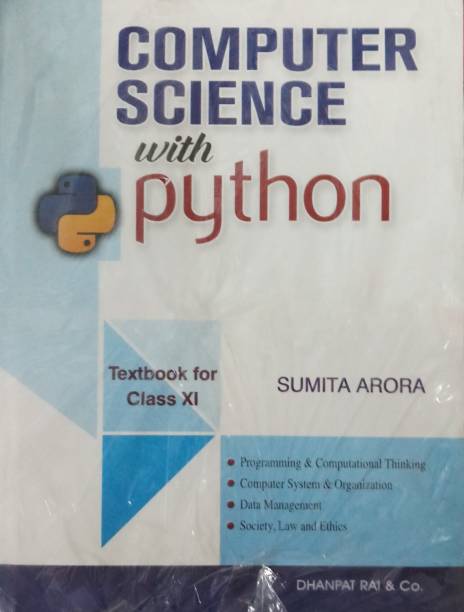 COMPUTER
SCIENCE
with
python
Textbook for
Class XI
SUMITA ARORA
• Programming & Computational Thinking
• Computer System & Organization
• Data Management
• Society, Law and Ethics
DHANPAT RAI & Co.